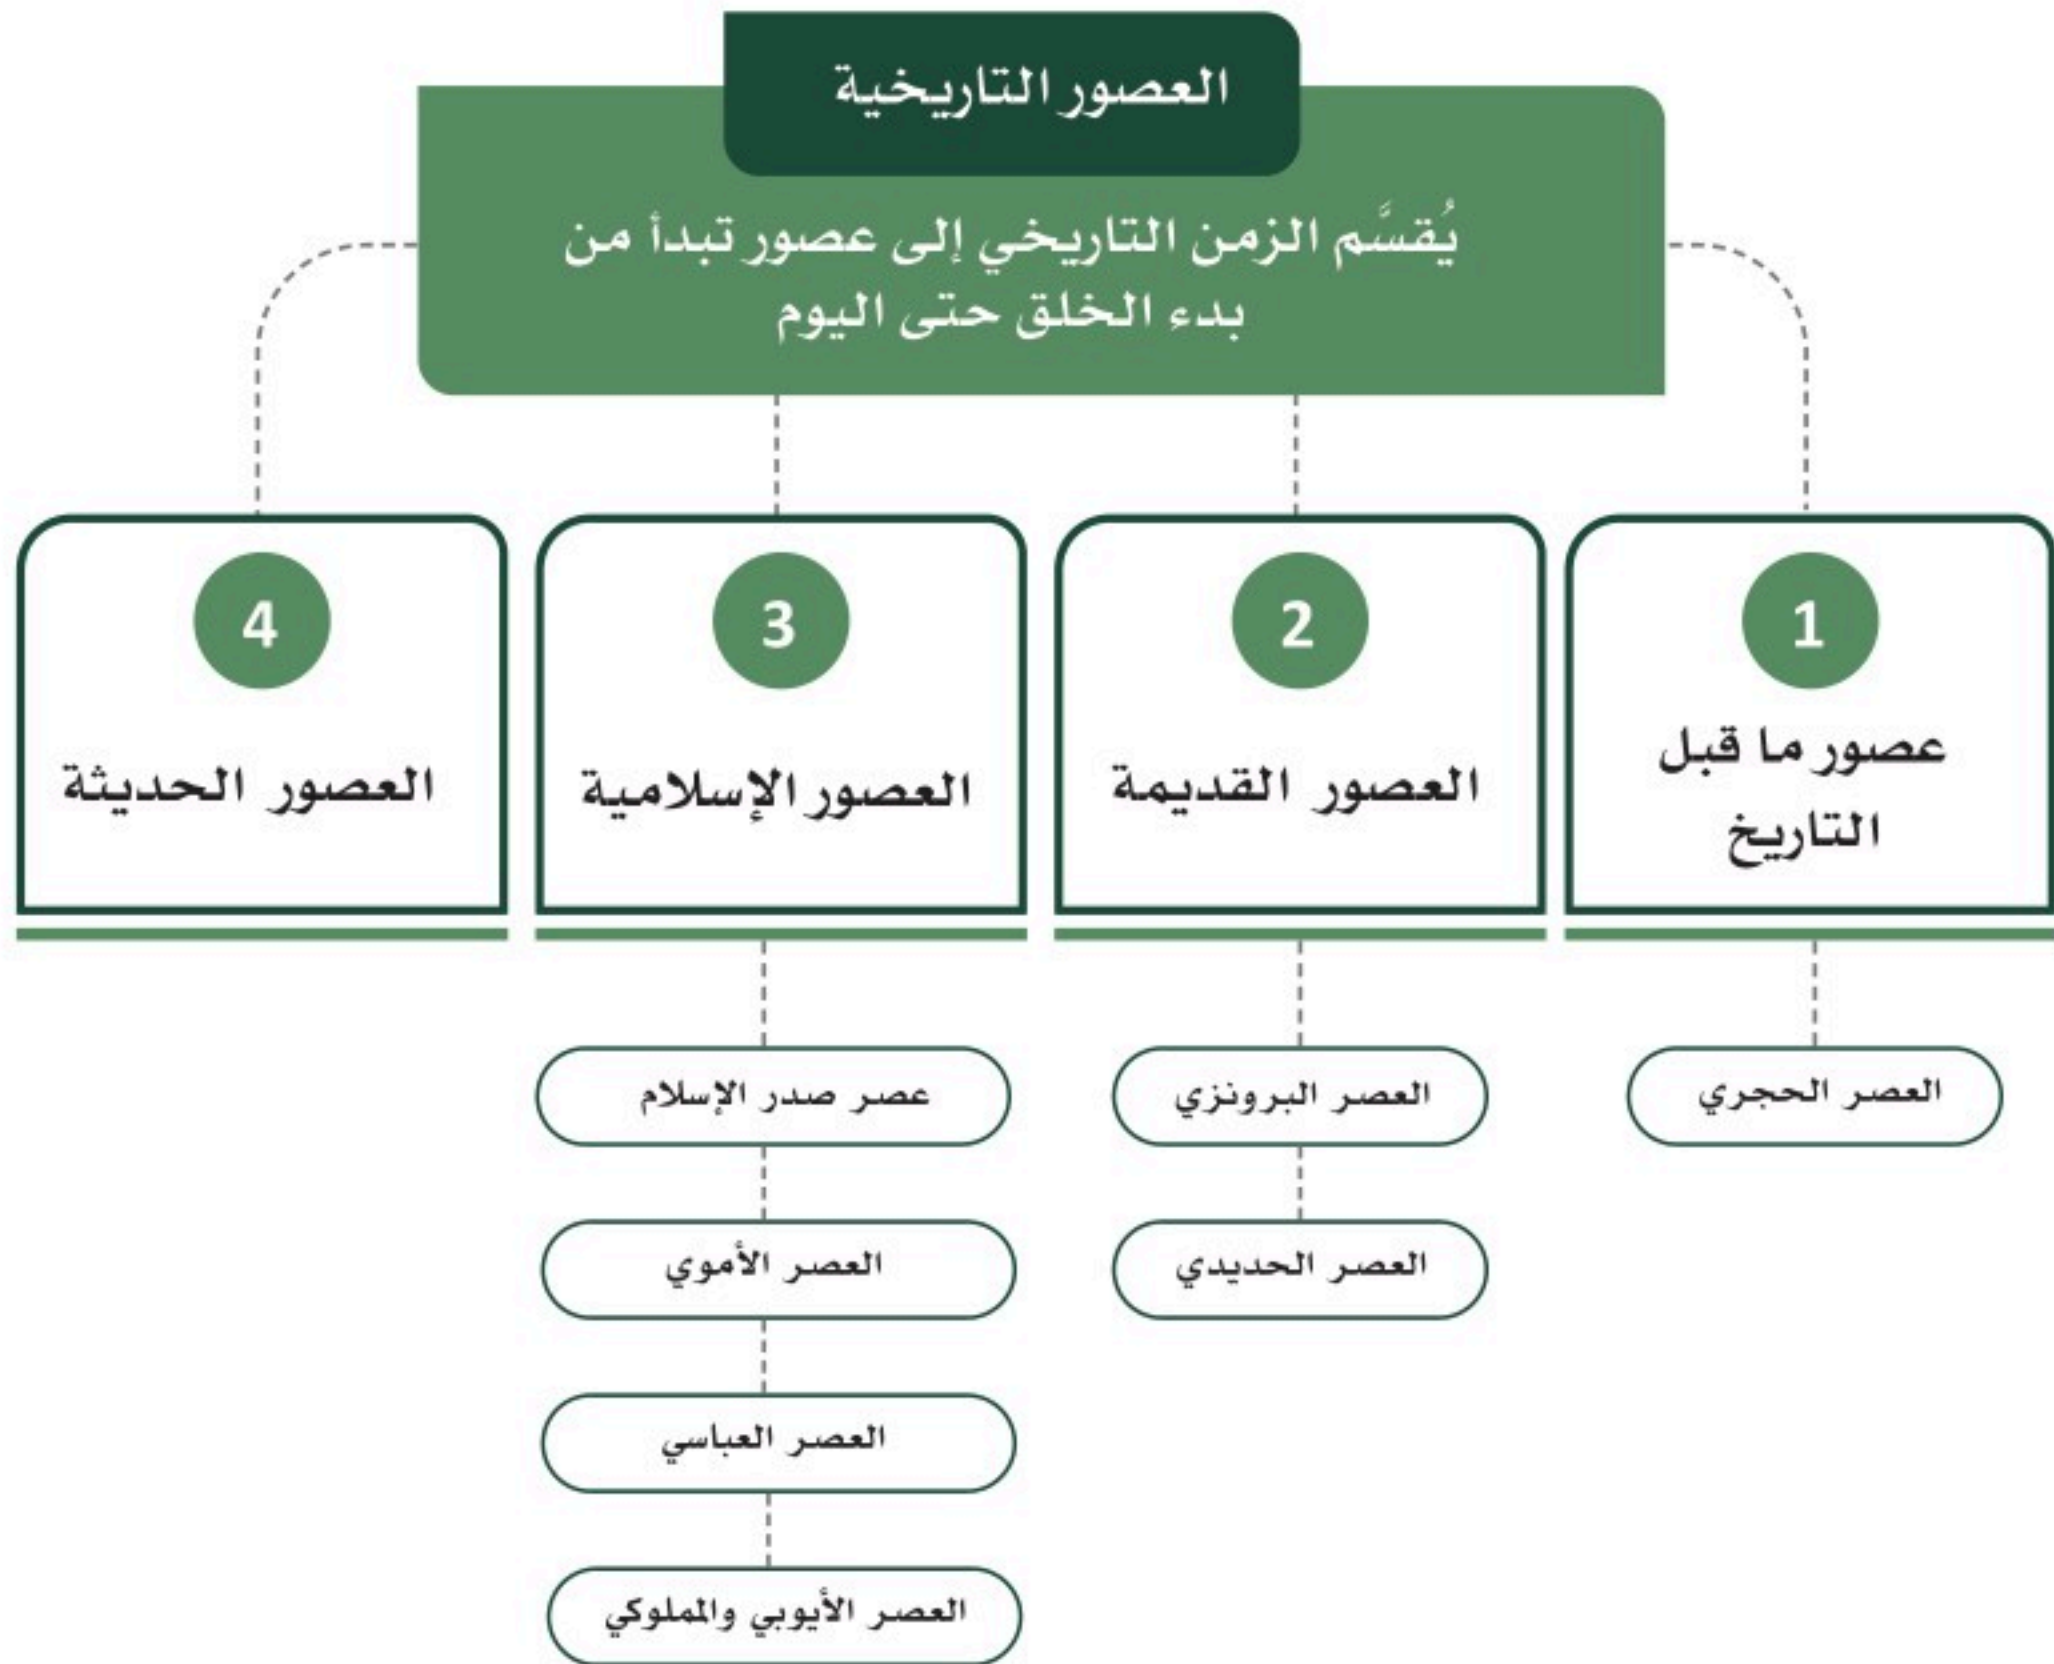 العصور التاريخية
يُقسَّم الزمن التاريخي إلى عصور تبدأ من
بدء الخلق حتى اليوم
1
عصور ما قبل
التاريخ
العصر الحجري
2
العصور القديمة
العصر البرونزي
العصر الحديدي
3
العصور الإسلامية
عصر صدر الإسلام
العصر الأموي
العصر العباسي
العصر الأيوبي والمملوكي
4
العصور الحديثة